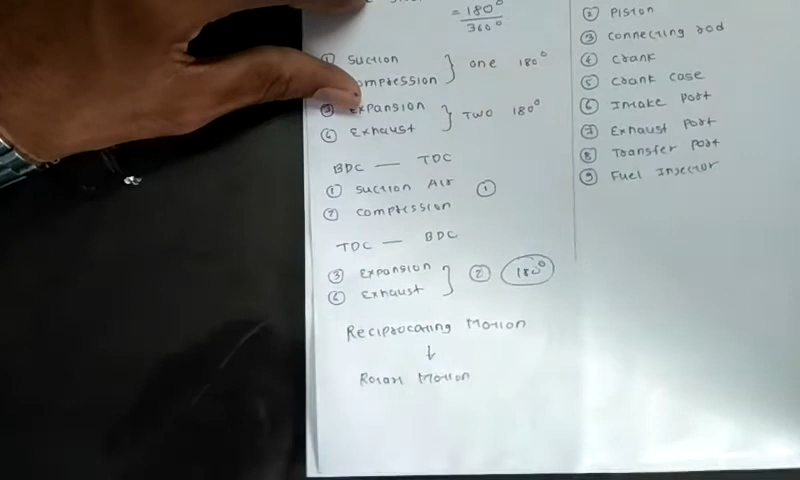 = 180°
360°
① Suction
ompression } one 180°
③ Expansion
④ Exhaust } Two 180°
BDC — TDC
① Suction Air ①
② Compression
TDC — BDC
③ Expansion
④ Exhaust } ② 180°
Reciprocating Motion
↓
Motion
② Piston
③ Connecting rod
④ Crank
⑤ Crank case
⑥ Intake Port
⑦ Exhaust Port
⑧ Transfer Port
⑨ Fuel Injector